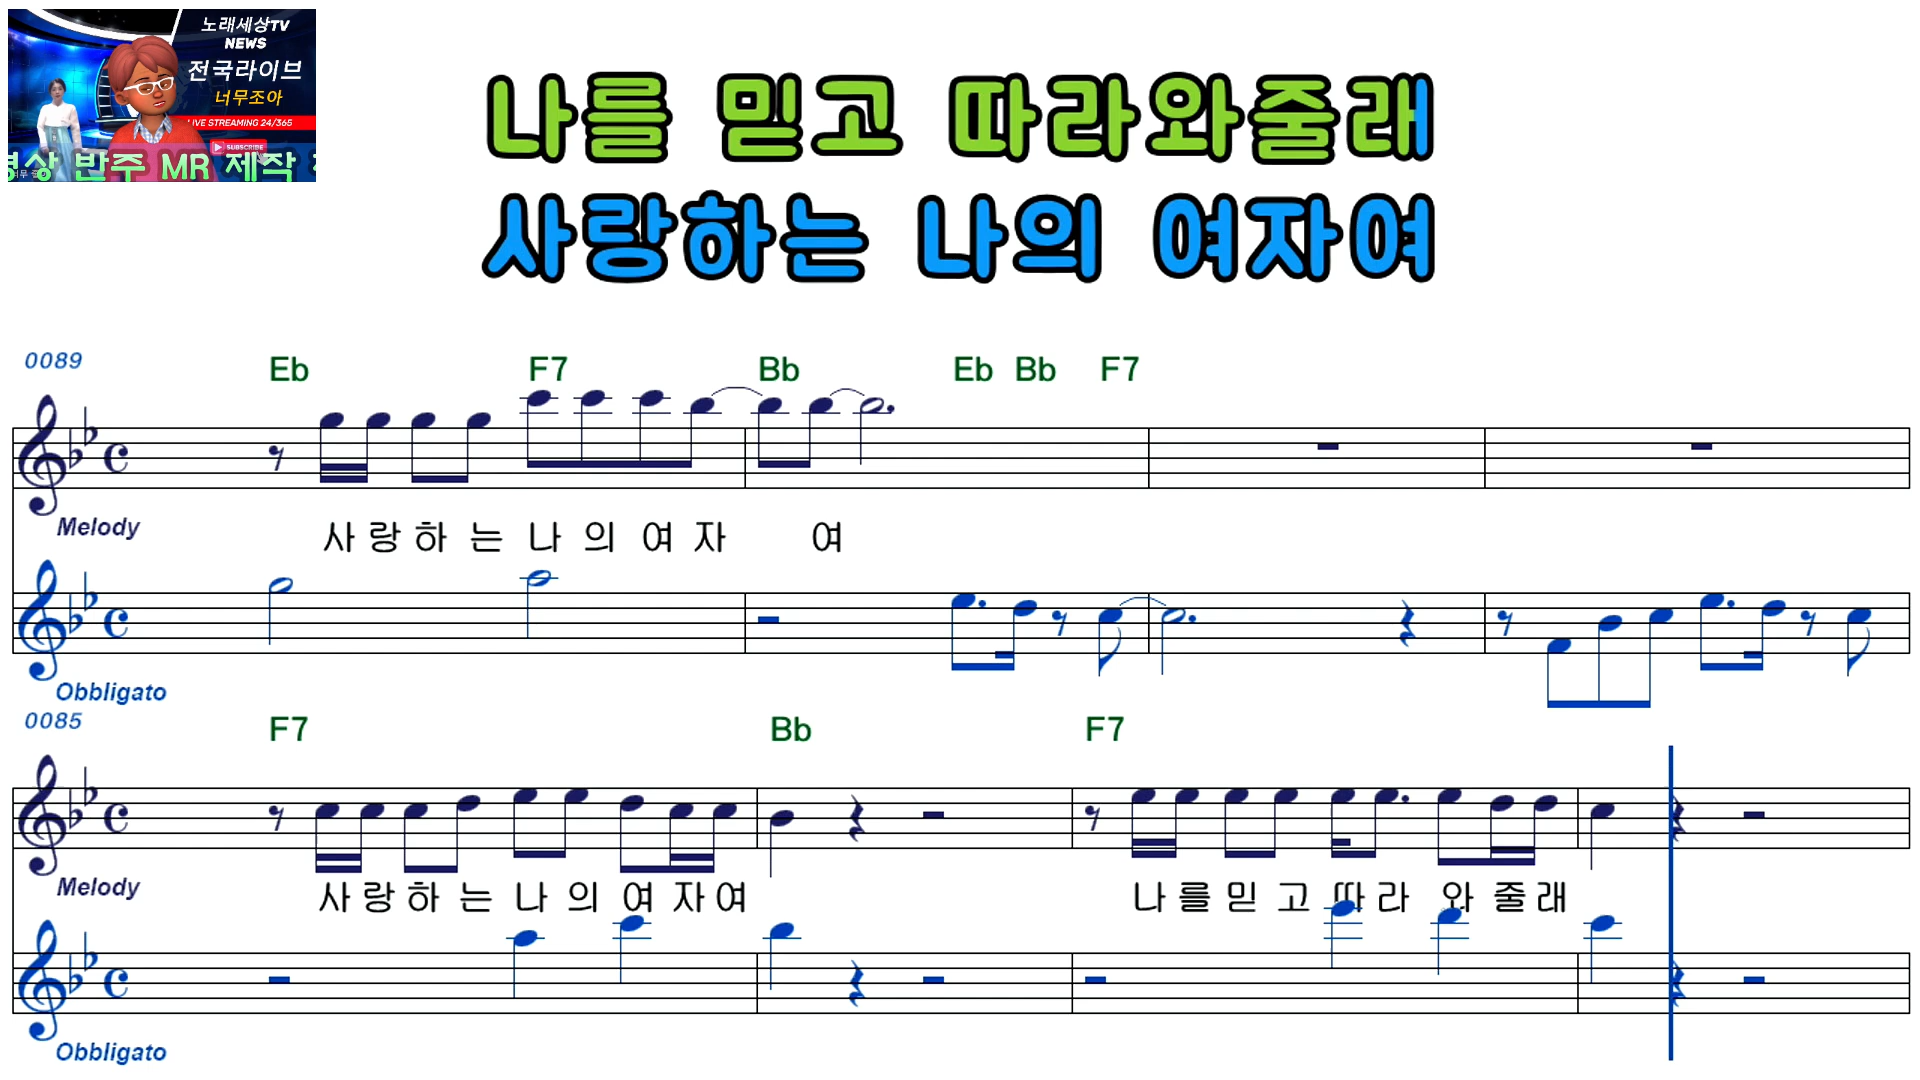 노래세상TV
NEWS
전국라이브
너무조아
LIVE STREAMING 24/365
SUBSCRIBE
영상 반주 MR 제작
나를 믿고 따라와줄래
사랑하는 나의 여자여
0089
Eb F7 Bb Eb Bb F7
Melody
사 랑 하 는 나 의 여 자 여
Obbligato
0085
F7 Bb F7
Melody
사 랑 하 는 나 의 여 자 여 나 를 믿 고 따 라 와 줄 래
Obbligato